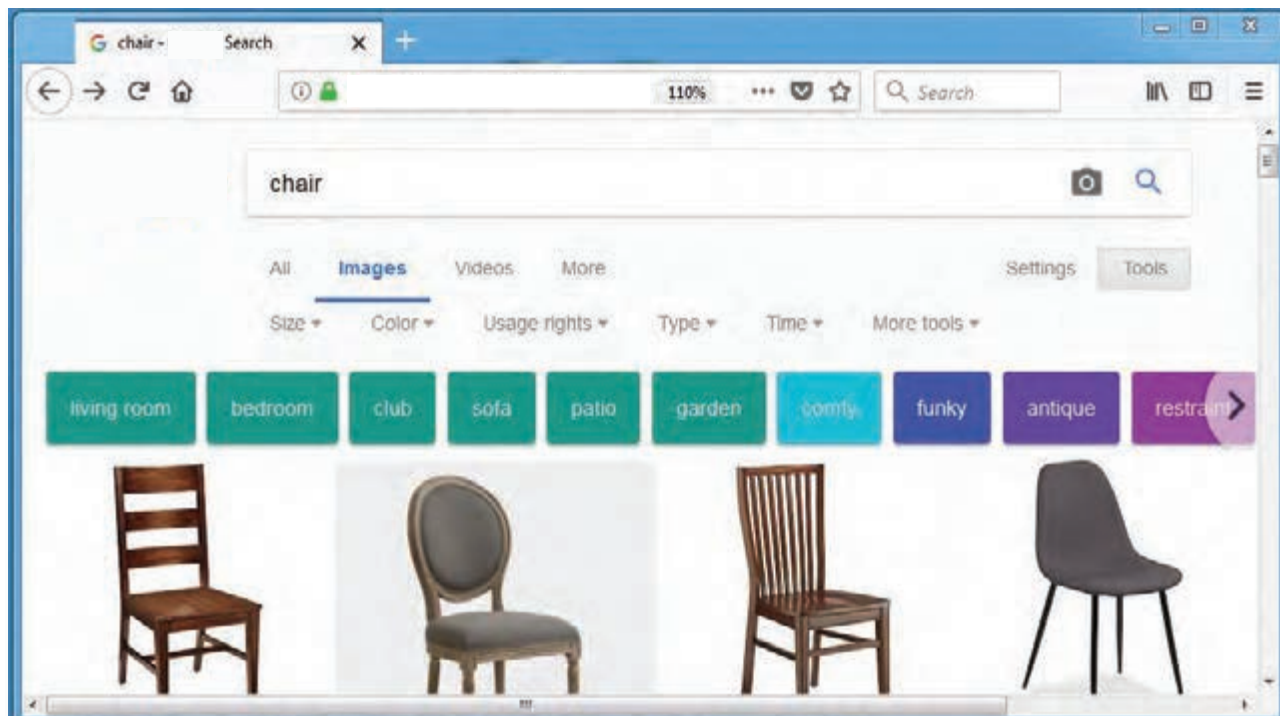 chair - Search
110% Search
chair
All Images Videos More Settings Tools
Size Color Usage rights Type Time More tools
living room bedroom club sofa patio garden comfy funky antique restraint